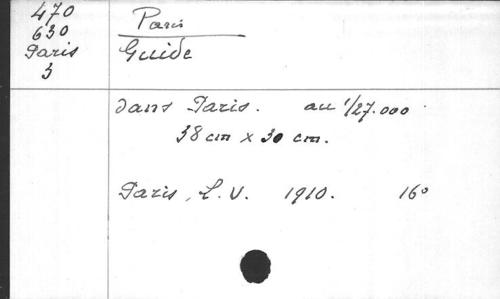 470
630
Paris
3
Paris
Guide
dans Paris. au 1/27.000
38 cm x 30 cm.
Paris, L. V. 1910. 16°